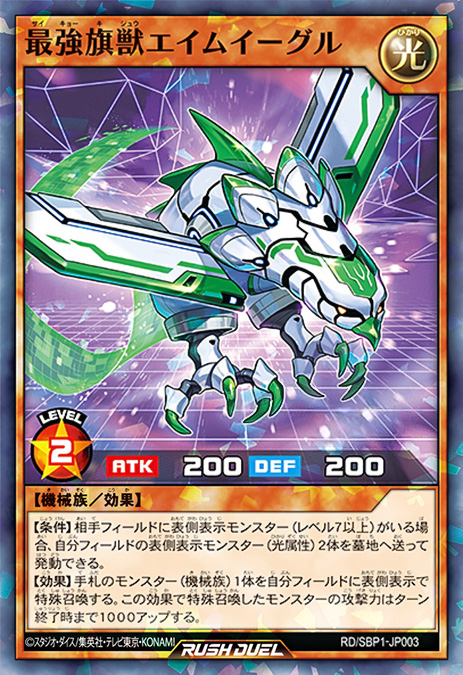 サイ キョー キ ジュウ
最強旗獣エイムイーグル
ひかり
光
LEVEL
2
ATK 200 DEF 200
【機械族／効果】
【条件】相手フィールドに表側表示モンスター(レベル7以上)がいる場
合、自分フィールドの表側表示モンスター(光属性)2体を墓地へ送って
発動できる。
【効果】手札のモンスター(機械族)1体を自分フィールドに表側表示で
特殊召喚する。この効果で特殊召喚したモンスターの攻撃力はターン
終了時まで1000アップする。
©スタジオ・ダイス/集英社・テレビ東京・KONAMI
RUSH DUEL
RD/SBP1-JP003